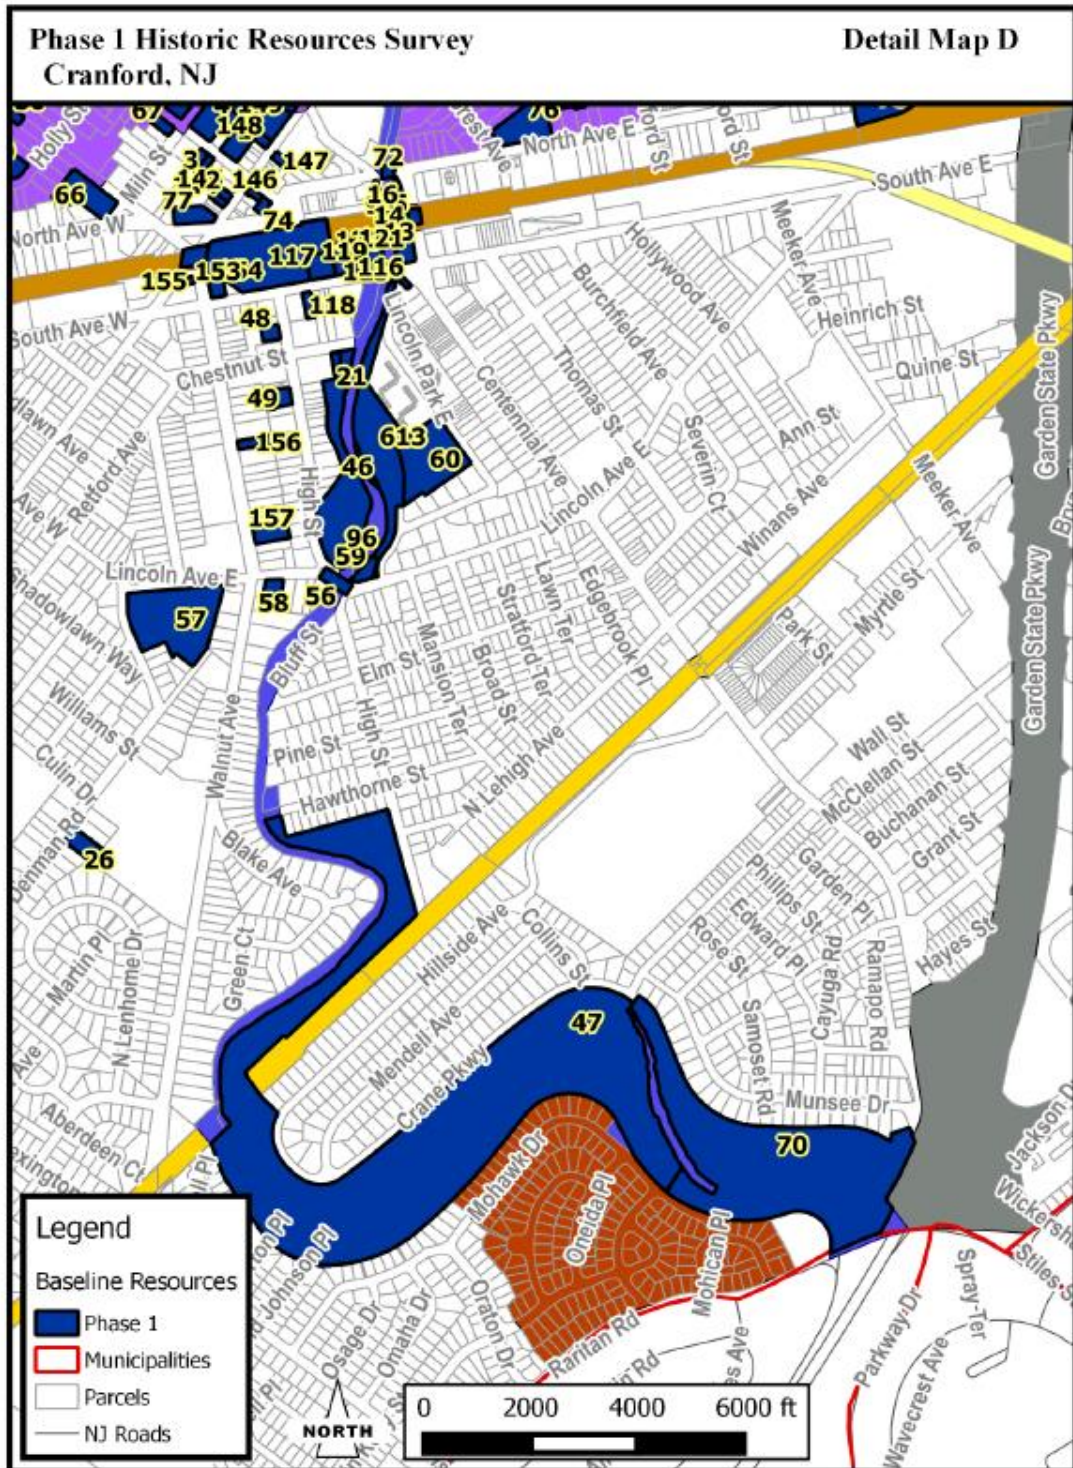 Phase 1 Historic Resources Survey
Detail Map D
Cranford, NJ
67
148
76
Holly St
North Ave E
72
147
Miln St
142
146
16
South Ave E
66
77
14
North Ave W
74
Meeker Ave
117
119
121
Hollywood Ave
155
153
116
Burchfield Ave
118
Heinrich St
48
South Ave W
Lincoln Park E
Garden State Pkwy
Chestnut St
Thomas St
Quine St
21
Centennial Ave
49
613
Severin Ct
Ann St
156
Retford Ave
60
46
High St
Lincoln Ave E
Meeker Ave
Ave W
157
Winans Ave
96
59
Lincoln Ave E
Lawn Ter
Edgebrook Pl
58
56
Stratford Ter
Myrtle St
Shadowlawn Way
57
Park St
Garden State Pkwy
Bluff St
Mansion Ter
Elm St
Broad St
Williams St
High St
Wall St
Walnut Ave
Pine St
N Lehigh Ave
McClellan St
Culin Dr
Hawthorne St
Buchanan St
Grant St
Denman Rd
26
Blake Ave
Garden Pl
Phillips St
Hillside Ave
Collins St
Edward Pl
Martin Pl
Green Ct
Rose St
Hayes St
N Lenhome Dr
Cayuga Rd
Ramapo Rd
47
Mendell Ave
Samoset Rd
Crane Pkwy
Munsee Dr
Aberdeen Ct
70
Jackson D
Mohawk Dr
Oneida Pl
Wickersh
Johnson Pl
Mohican Pl
Stiles S
Oraton Dr
Spray Ter
Osage Dr
Omaha Dr
Raritan Rd
Parkway Dr
Wavecrest Ave
Legend
Baseline Resources
Phase 1
Municipalities
Parcels
NJ Roads
NORTH
0 2000 4000 6000 ft